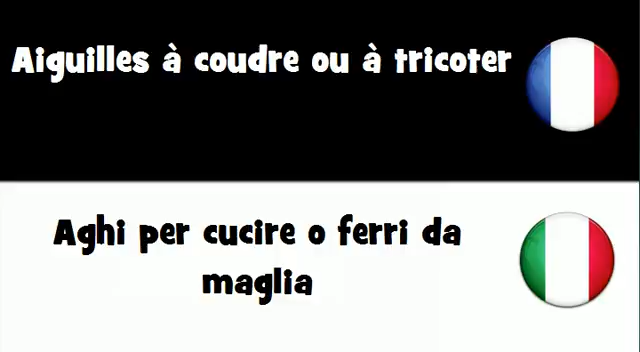 Aiguilles à coudre ou à tricoter
Aghi per cucire o ferri da
maglia